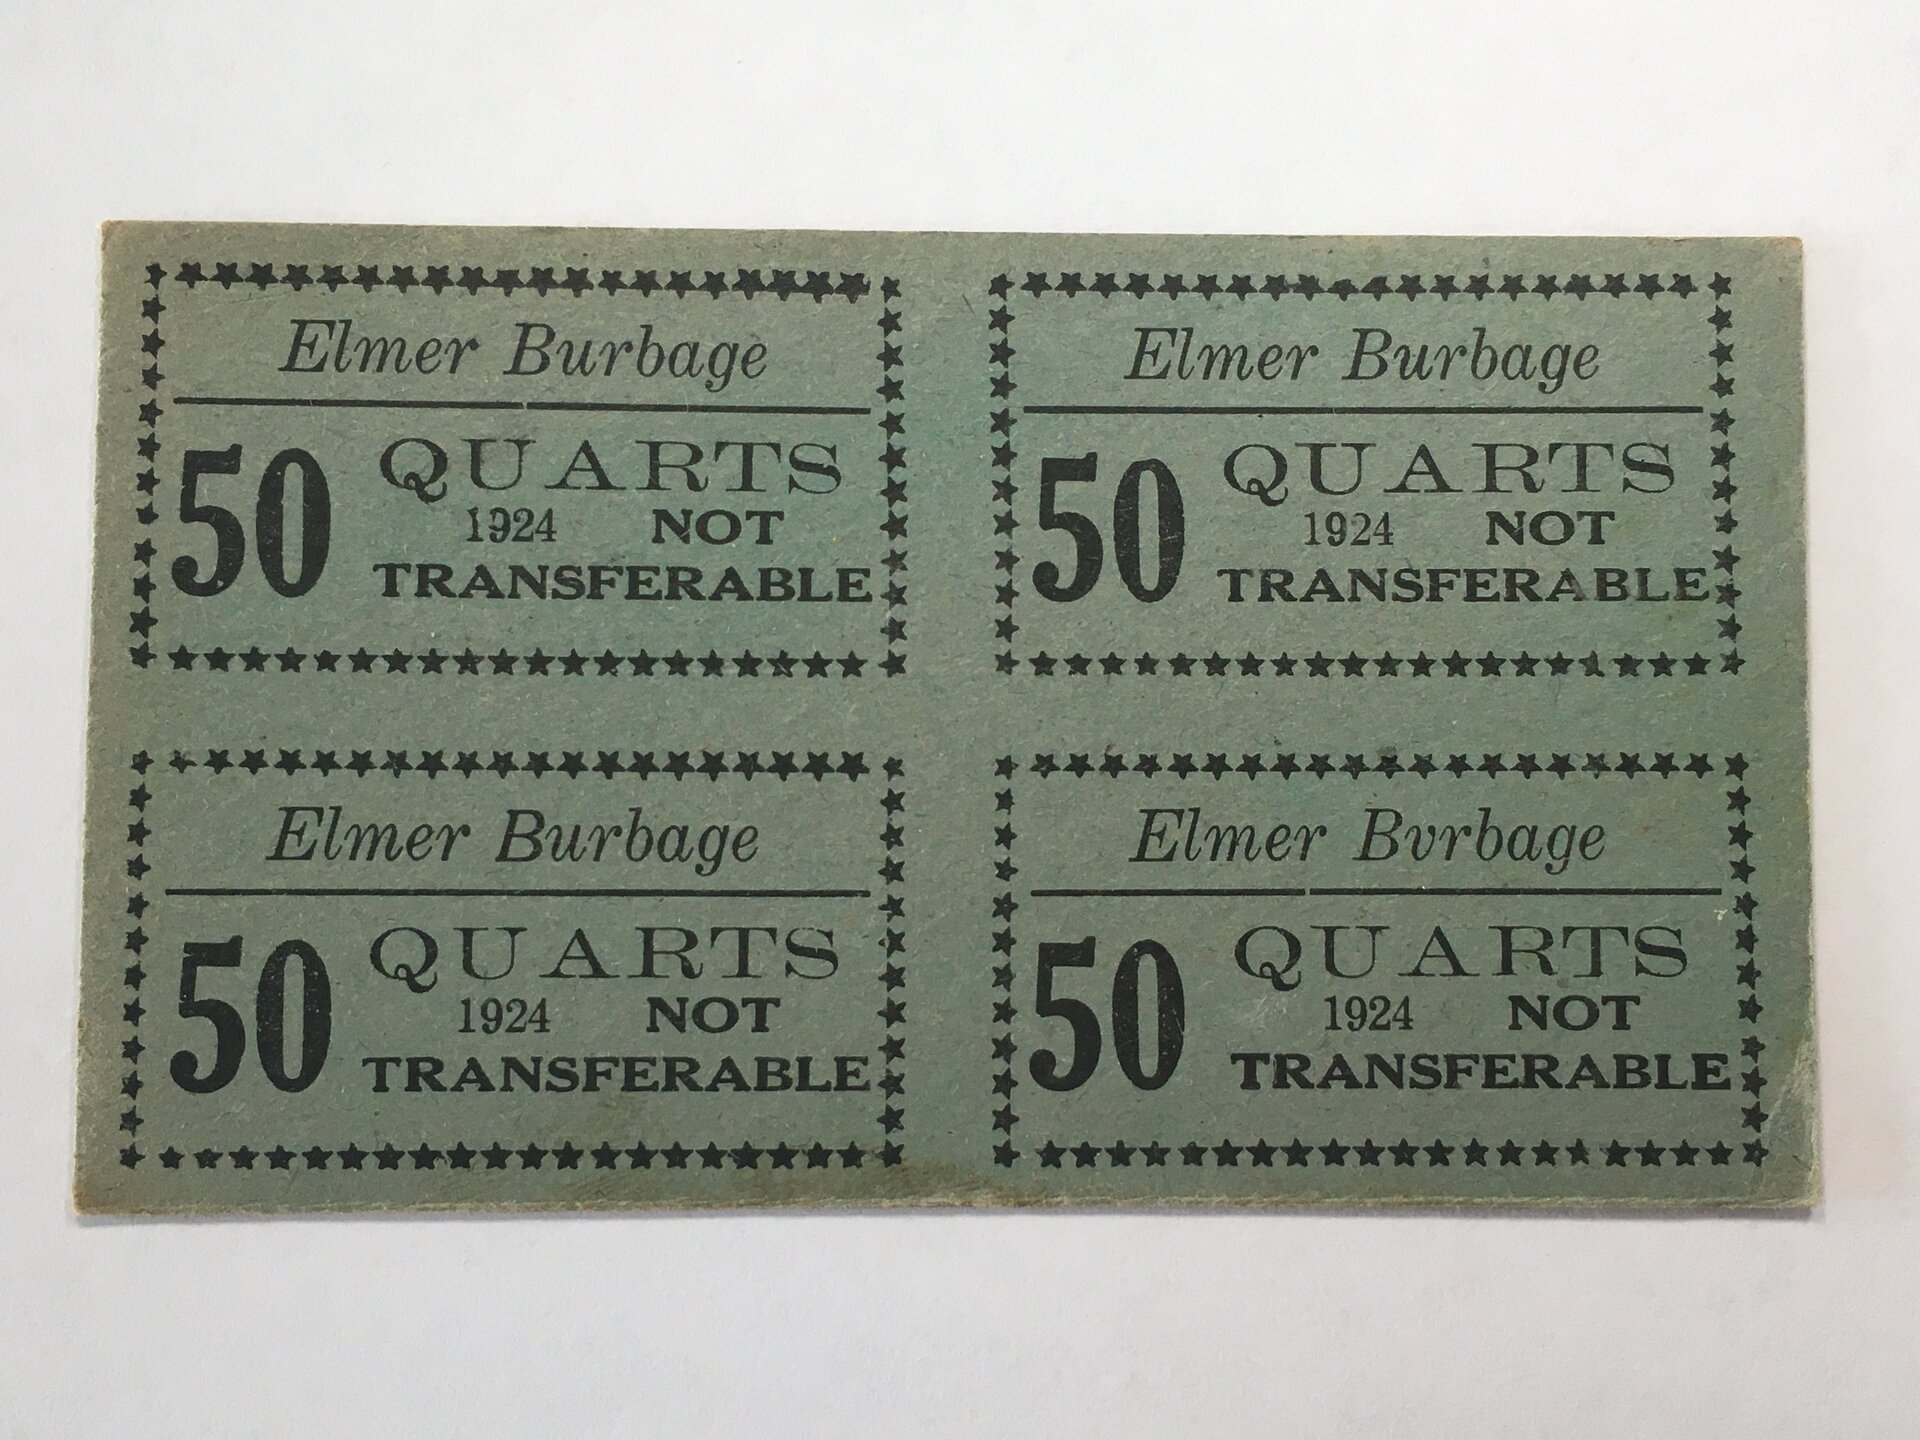 Elmer Burbage
50 QUARTS
1924 NOT
TRANSFERABLE
Elmer Burbage
50 QUARTS
1924 NOT
TRANSFERABLE
Elmer Burbage
50 QUARTS
1924 NOT
TRANSFERABLE
Elmer Bvrbage
50 QUARTS
1924 NOT
TRANSFERABLE